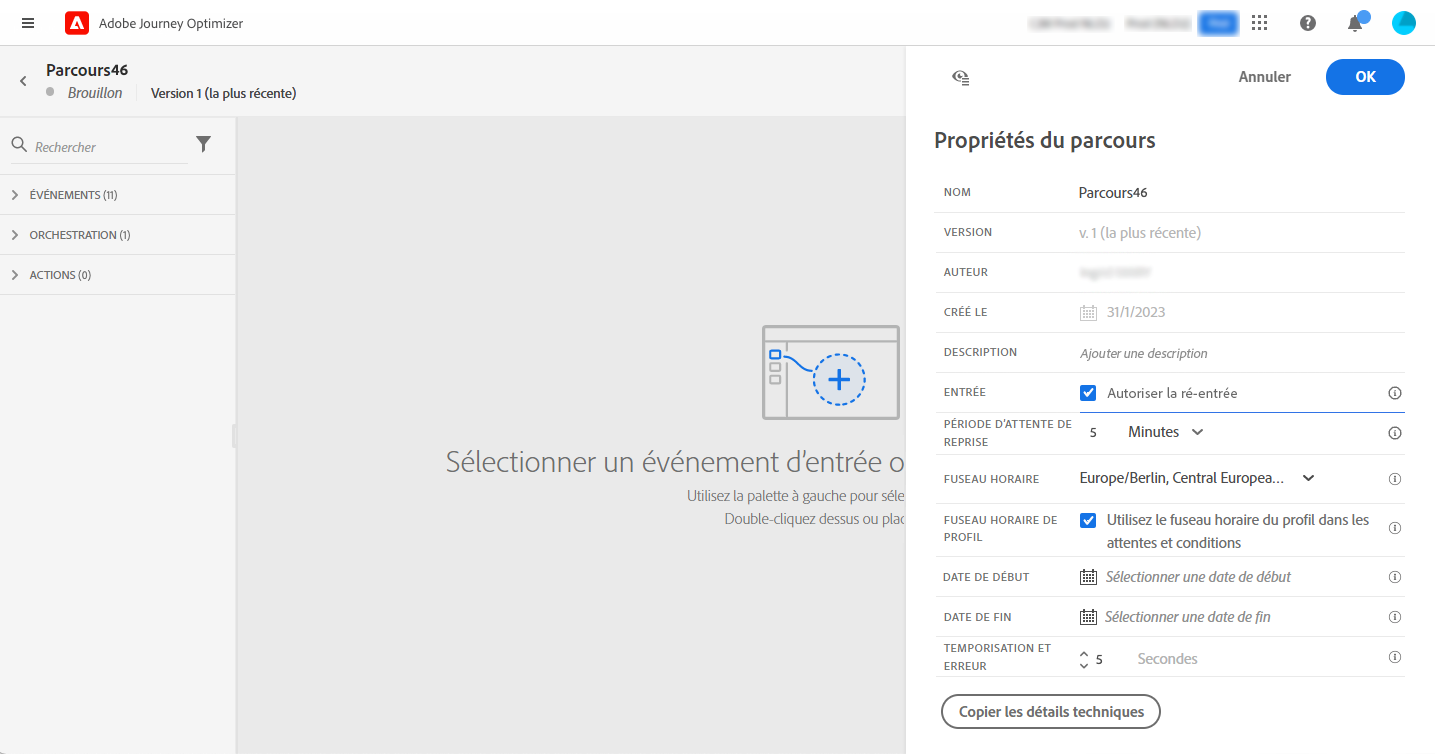 Adobe Journey Optimizer
Parcours46
Brouillon
Version 1 (la plus récente)
Annuler
OK
Rechercher
ÉVÉNEMENTS (11)
ORCHESTRATION (1)
ACTIONS (0)
Sélectionner un événement d’entrée o
Utilisez la palette à gauche pour séle
Double-cliquez dessus ou plac
Propriétés du parcours
NOM
Parcours46
VERSION
v. 1 (la plus récente)
AUTEUR
CRÉÉ LE
31/1/2023
DESCRIPTION
Ajouter une description
ENTRÉE
Autoriser la ré-entrée
PÉRIODE D’ATTENTE DE
REPRISE
5
Minutes
FUSEAU HORAIRE
Europe/Berlin, Central Europea...
FUSEAU HORAIRE DE
PROFIL
Utilisez le fuseau horaire du profil dans les
attentes et conditions
DATE DE DÉBUT
Sélectionner une date de début
DATE DE FIN
Sélectionner une date de fin
TEMPORISATION ET
ERREUR
5
Secondes
Copier les détails techniques